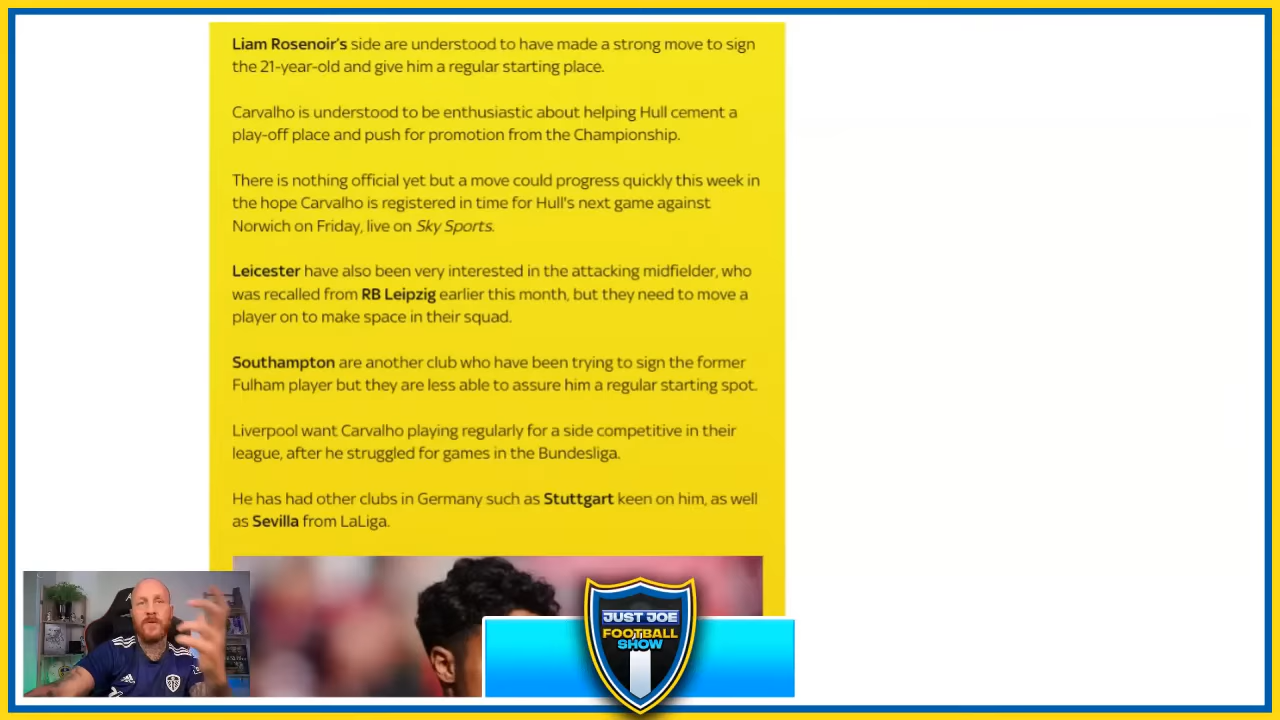 Liam Rosenoir's side are understood to have made a strong move to sign
the 21-year-old and give him a regular starting place.
Carvalho is understood to be enthusiastic about helping Hull cement a
play-off place and push for promotion from the Championship.
There is nothing official yet but a move could progress quickly this week in
the hope Carvalho is registered in time for Hull's next game against
Norwich on Friday, live on Sky Sports.
Leicester have also been very interested in the attacking midfielder, who
was recalled from RB Leipzig earlier this month, but they need to move a
player on to make space in their squad.
Southampton are another club who have been trying to sign the former
Fulham player but they are less able to assure him a regular starting spot.
Liverpool want Carvalho playing regularly for a side competitive in their
league, after he struggled for games in the Bundesliga.
He has had other clubs in Germany such as Stuttgart keen on him, as well
as Sevilla from LaLiga.
JUST JOE
FOOTBALL
SHOW